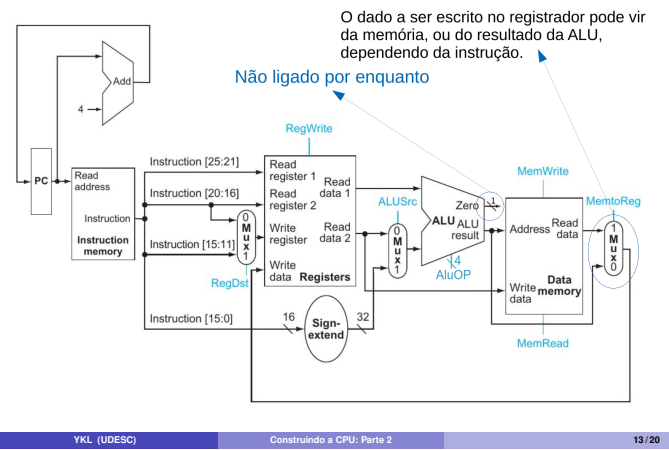 O dado a ser escrito no registrador pode vir
da memória, ou do resultado da ALU,
dependendo da instrução.
Não ligado por enquanto
Add
4
PC
Read
address
Instruction
Instruction
memory
Instruction [25:21]
Instruction [20:16]
Instruction [15:11]
Instruction [15:0]
0
M
u
x
1
RegDst
RegWrite
Read
register 1
Read
data 1
Read
register 2
Write
register
Read
data 2
Write
data
Registers
16
Sign-
extend
32
ALUSrc
0
M
u
x
1
Zero
1
ALU
ALU
result
4
AluOP
MemWrite
Address
Read
data
Write
data
Data
memory
MemRead
MemtoReg
1
M
u
x
0
YKL (UDESC)
Construindo a CPU: Parte 2
13 / 20